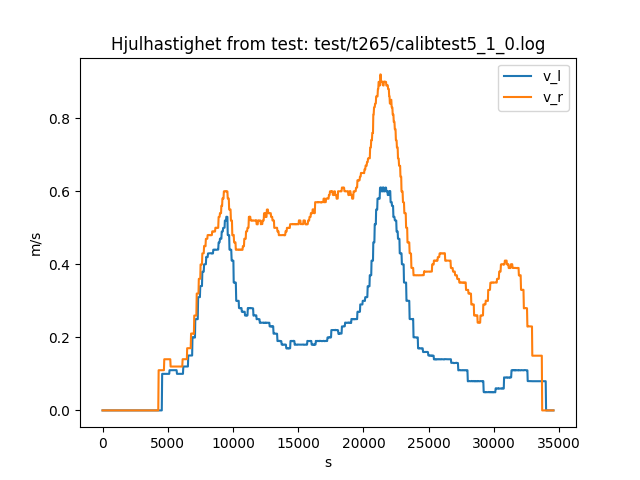 Hjulhastighet from test: test/t265/calibtest5_1_0.log
v_l
v_r
0.8
0.6
0.4
0.2
0.0
m/s
0 5000 10000 15000 20000 25000 30000 35000
s